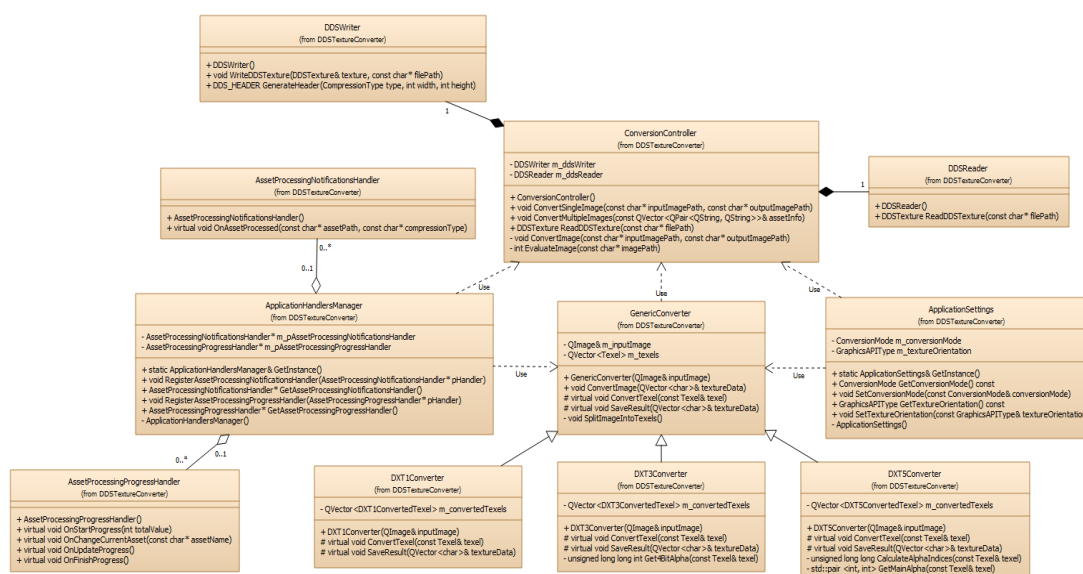 DDSWriter
(from DDSTextureConverter)
+ DDSWriter()
+ void WriteDDSTexture(DDSTexture& texture, const char* filePath)
+ DDS_HEADER GenerateHeader(CompressionType type, int width, int height)
1
ConversionController
(from DDSTextureConverter)
- DDSWriter m_ddsWriter
- DDSReader m_ddsReader
+ ConversionController()
+ void ConvertSingleImage(const char* inputImagePath, const char* outputImagePath)
+ void ConvertMultipleImages(const QVector<QPair<QString, QString>>& assetInfo)
+ DDSTexture ReadDDSTexture(const char* filePath)
- void ConvertImage(const char* inputImagePath, const char* outputImagePath)
- int EvaluateImage(const char* imagePath)
1
DDSReader
(from DDSTextureConverter)
+ DDSReader()
+ DDSTexture ReadDDSTexture(const char* filePath)
AssetProcessingNotificationsHandler
(from DDSTextureConverter)
+ AssetProcessingNotificationsHandler()
+ virtual void OnAssetProcessed(const char* assetPath, const char* compressionType)
0..*
0..1
Use
Use
Use
ApplicationHandlersManager
(from DDSTextureConverter)
- AssetProcessingNotificationsHandler* m_pAssetProcessingNotificationHandler
- AssetProcessingProgressHandler* m_pAssetProcessingProgressHandler
+ static ApplicationHandlersManager& GetInstance()
+ void RegisterAssetProcessingNotificationHandler(AssetProcessingNotificationsHandler* pHandler)
+ AssetProcessingNotificationsHandler* GetAssetProcessingNotificationHandler()
+ void RegisterAssetProcessingProgressHandler(AssetProcessingProgressHandler* pHandler)
+ AssetProcessingProgressHandler* GetAssetProcessingProgressHandler()
- ApplicationHandlersManager()
Use
GenericConverter
(from DDSTextureConverter)
- QImage& m_inputImage
- QVector <Texel> m_texels
+ GenericConverter(QImage& inputImage)
+ void ConvertImage(QVector <char>& textureData)
# virtual void ConvertTexel(const Texel& texel)
# virtual void SaveResult(QVector <char>& textureData)
- void SplitImageIntoTexels()
Use
ApplicationSettings
(from DDSTextureConverter)
- ConversionMode m_conversionMode
- GraphicsAPIType m_textureOrientation
+ static ApplicationSettings& GetInstance()
+ ConversionMode GetConversionMode() const
+ void SetConversionMode(const ConversionMode& conversionMode)
+ GraphicsAPIType GetTextureOrientation() const
+ void SetTextureOrientation(const GraphicsAPIType& textureOrientation
- ApplicationSettings()
0..*
0..1
AssetProcessingProgressHandler
(from DDSTextureConverter)
+ AssetProcessingProgressHandler()
+ virtual void OnStartProgress(int totalValue)
+ virtual void OnChangeCurrentAsset(const char* assetName)
+ virtual void OnUpdateProgress()
+ virtual void OnFinishProgress()
DXT1Converter
(from DDSTextureConverter)
- QVector<DXT1ConvertedTexel> m_convertedTexels
+ DXT1Converter(QImage& inputImage)
# virtual void ConvertTexel(const Texel& texel)
# virtual void SaveResult(QVector<char>& textureData)
DXT3Converter
(from DDSTextureConverter)
- QVector<DXT3ConvertedTexel> m_convertedTexels
+ DXT3Converter(QImage& inputImage)
# virtual void ConvertTexel(const Texel& texel)
# virtual void SaveResult(QVector<char>& textureData)
- unsigned long long int Get4BitAlpha(const Texel& texel)
DXT5Converter
(from DDSTextureConverter)
- QVector<DXT5ConvertedTexel> m_convertedTexels
+ DXT5Converter(QImage& inputImage)
# virtual void ConvertTexel(const Texel& texel)
# virtual void SaveResult(QVector<char>& textureData)
- unsigned long long CalculateAlphaIndices(const Texel& texel)
- std::pair <int, int> GetMainAlpha(const Texel& texel)